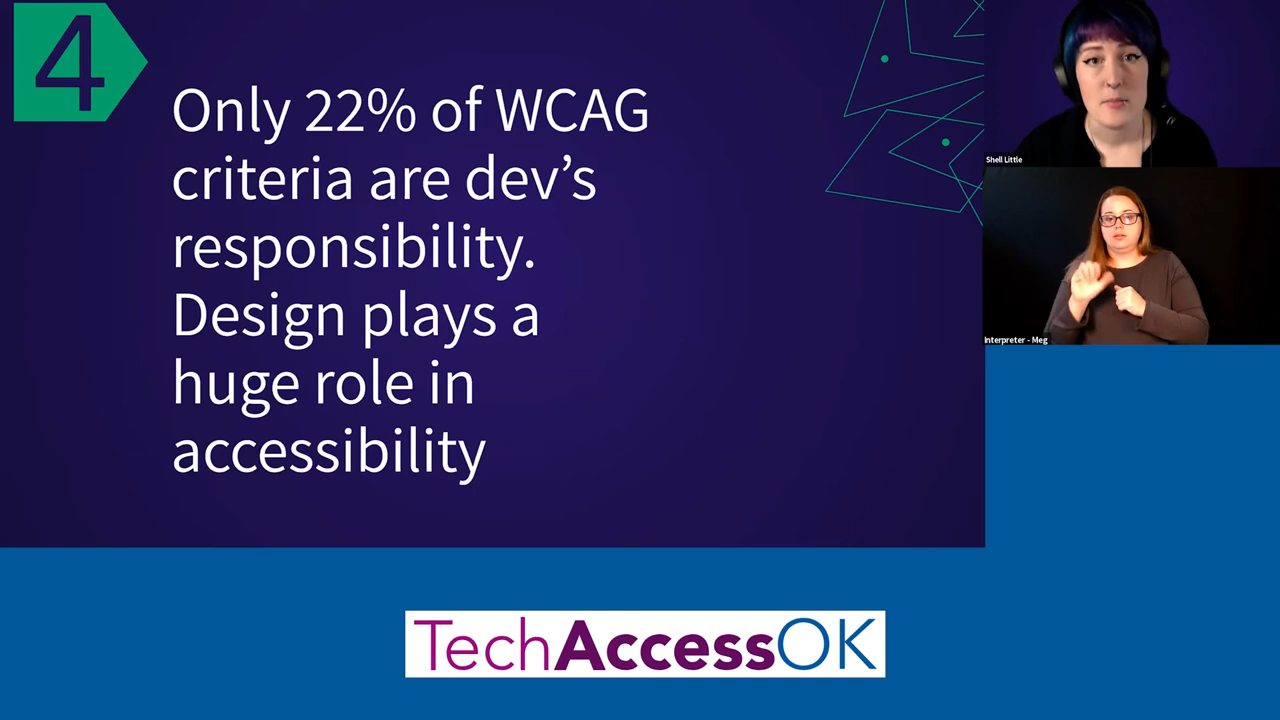 4
Only 22% of WCAG
criteria are dev’s
responsibility.
Design plays a
huge role in
accessibility
Shell Little
Interpreter - Meg
TechAccessOK